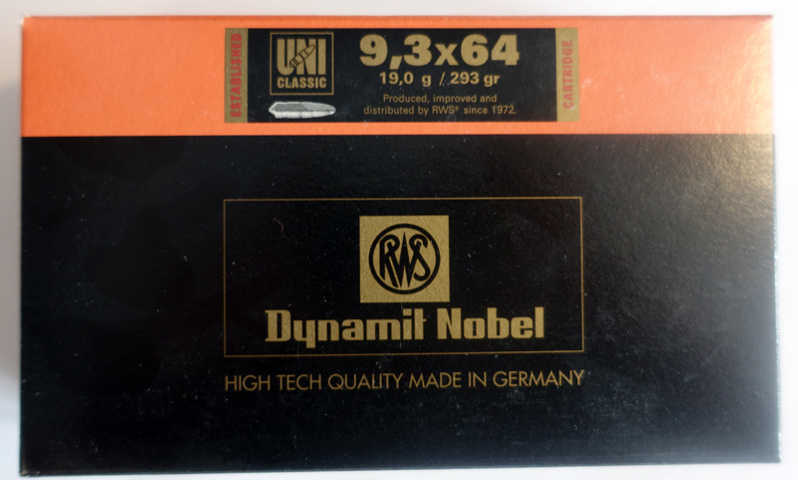 ESTABLISHED
UNI
CLASSIC
9,3x64
19,0 g / 293 gr
Produced, improved and
distributed by RWS® since 1972.
CARTRIDGE
RWS
Dynamit Nobel
HIGH TECH QUALITY MADE IN GERMANY